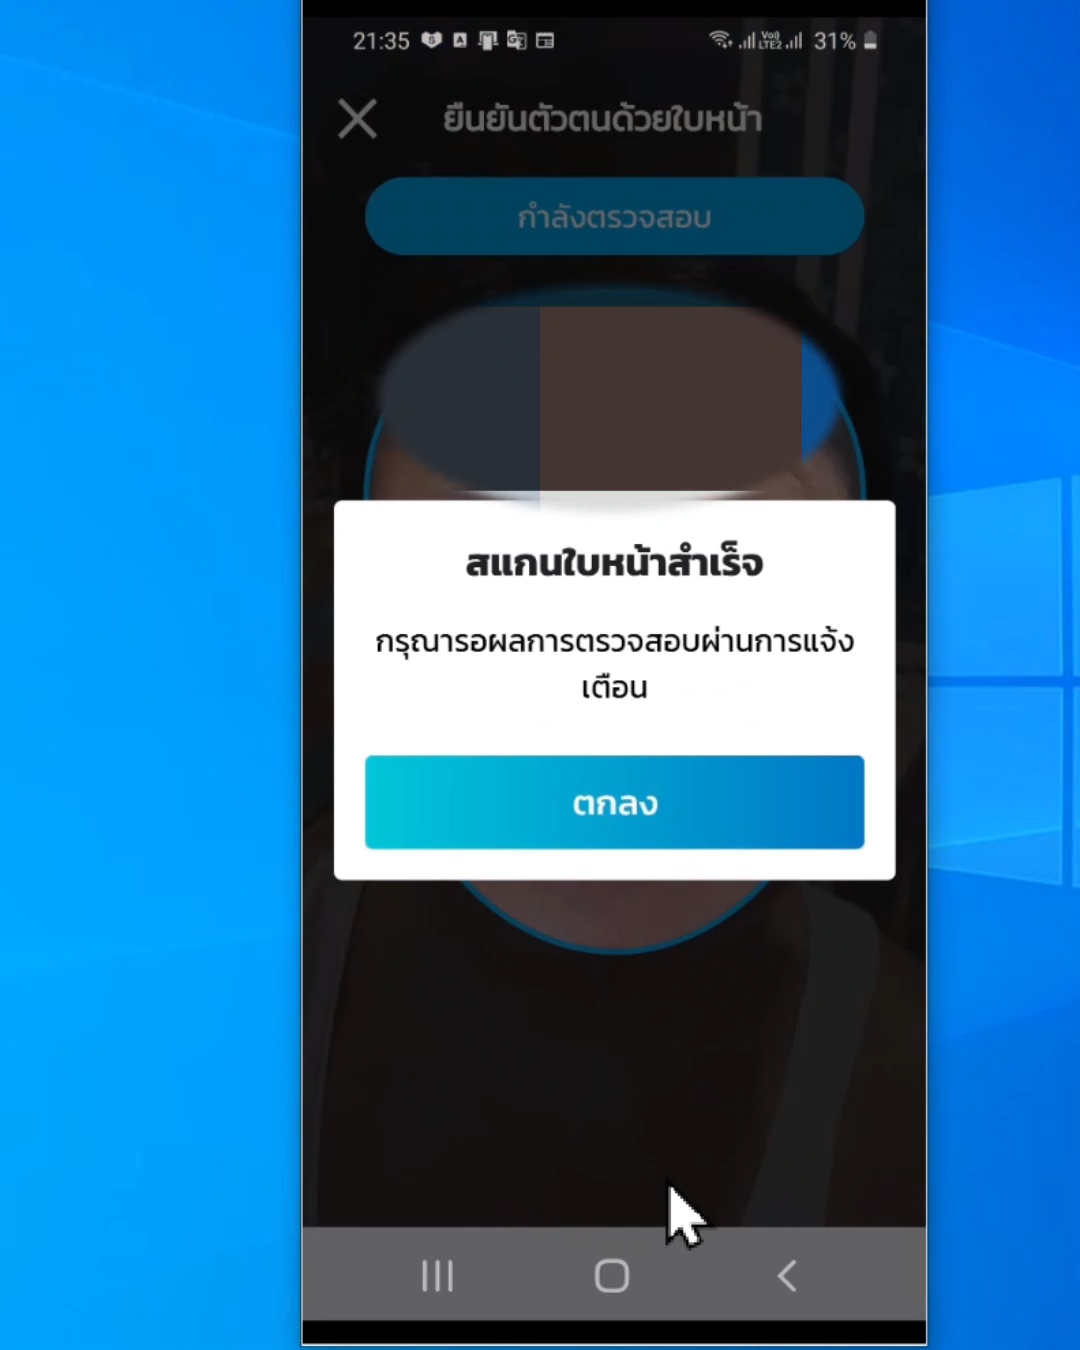 21:35
Vo) LTE2 31%
ยืนยันตัวตนด้วยใบหน้า
กำลังตรวจสอบ
สแกนใบหน้าสำเร็จ
กรุณารอผลการตรวจสอบผ่านการแจ้ง
เตือน
ตกลง